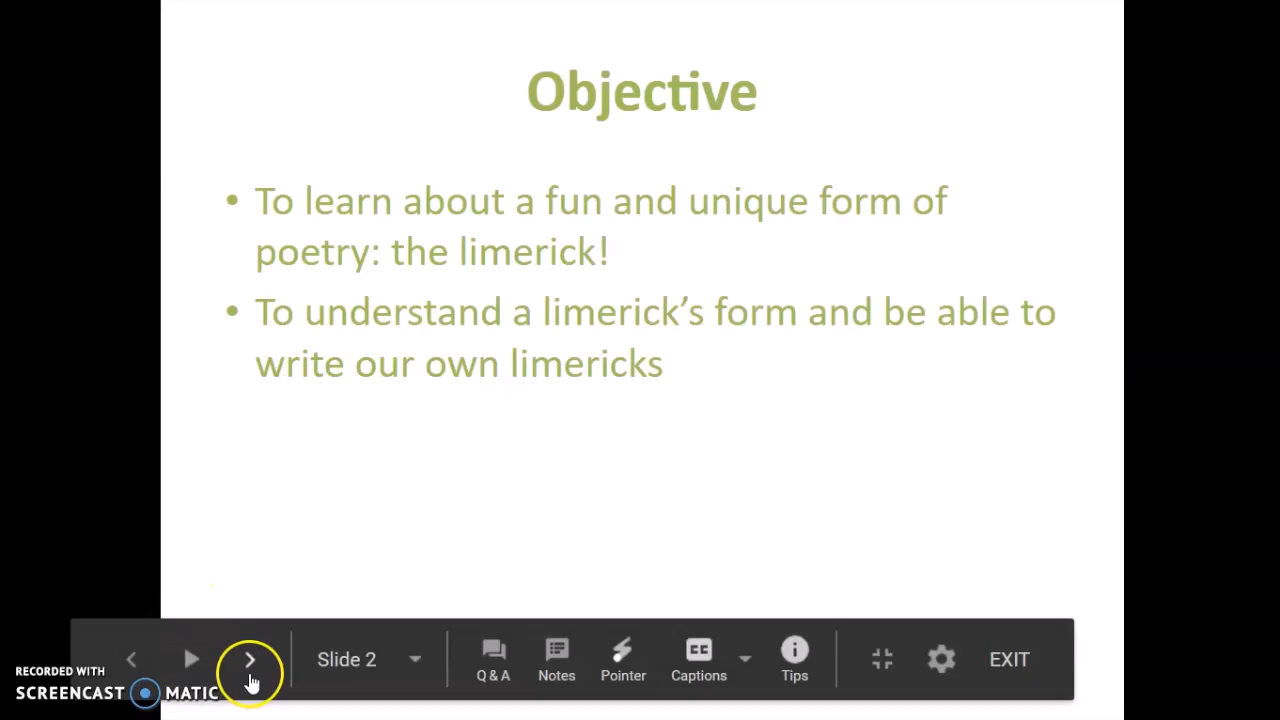 Objective
• To learn about a fun and unique form of
poetry: the limerick!
• To understand a limerick’s form and be able to
write our own limericks
Slide 2
Q & A
Notes
Pointer
CC
Captions
Tips
EXIT
RECORDED WITH
SCREENCAST MATIC